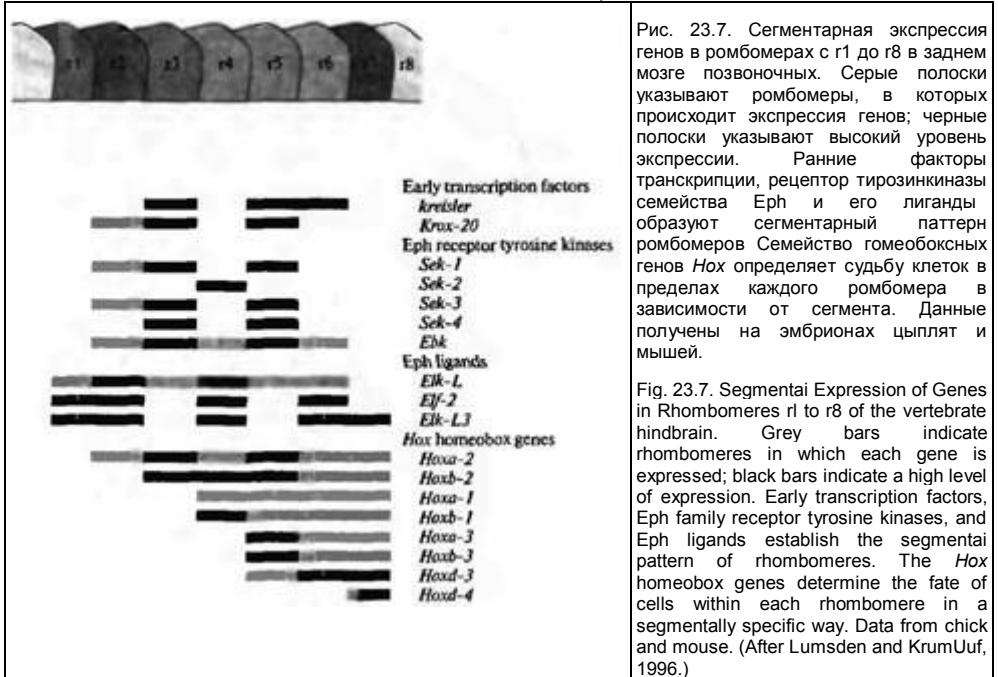 r1 r2 r3 r4 r5 r6 r8
Early transcription factors
kreisler
Krox-20
Eph receptor tyrosine kinases
Sek-1
Sek-2
Sek-3
Sek-4
Ebk
Eph ligands
Elk-L
Elf-2
Elk-L3
Hox homeobox genes
Hoxa-2
Hoxb-2
Hoxa-1
Hoxb-1
Hoxa-3
Hoxb-3
Hoxd-3
Hoxd-4
Рис. 23.7. Сегментарная экспрессия
генов в ромбомерах с r1 до r8 в заднем
мозге позвоночных. Серые полоски
указывают ромбомеры, в которых
происходит экспрессия генов; черные
полоски указывают высокий уровень
экспрессии. Ранние факторы
транскрипции, рецептор тирозинкиназы
семейства Eph и его лиганды
образуют сегментарный паттерн
ромбомеров Семейство гомеобоксных
генов Hox определяет судьбу клеток в
пределах каждого ромбомера в
зависимости от сегмента. Данные
получены на эмбрионах цыплят и
мышей.
Fig. 23.7. Segmentai Expression of Genes
in Rhombomeres rl to r8 of the vertebrate
hindbrain. Grey bars indicate
rhombomeres in which each gene is
expressed; black bars indicate a high level
of expression. Early transcription factors,
Eph family receptor tyrosine kinases, and
Eph ligands establish the segmentai
pattern of rhombomeres. The Hox
homeobox genes determine the fate of
cells within each rhombomere in a
segmentally specific way. Data from chick
and mouse. (After Lumsden and KrumUuf,
1996.)